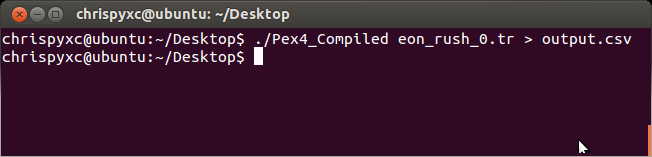 chrispyxc@ubuntu: ~/Desktop
chrispyxc@ubuntu:~/Desktop$ ./Pex4_Compiled eon_rush_0.tr > output.csv
chrispyxc@ubuntu:~/Desktop$